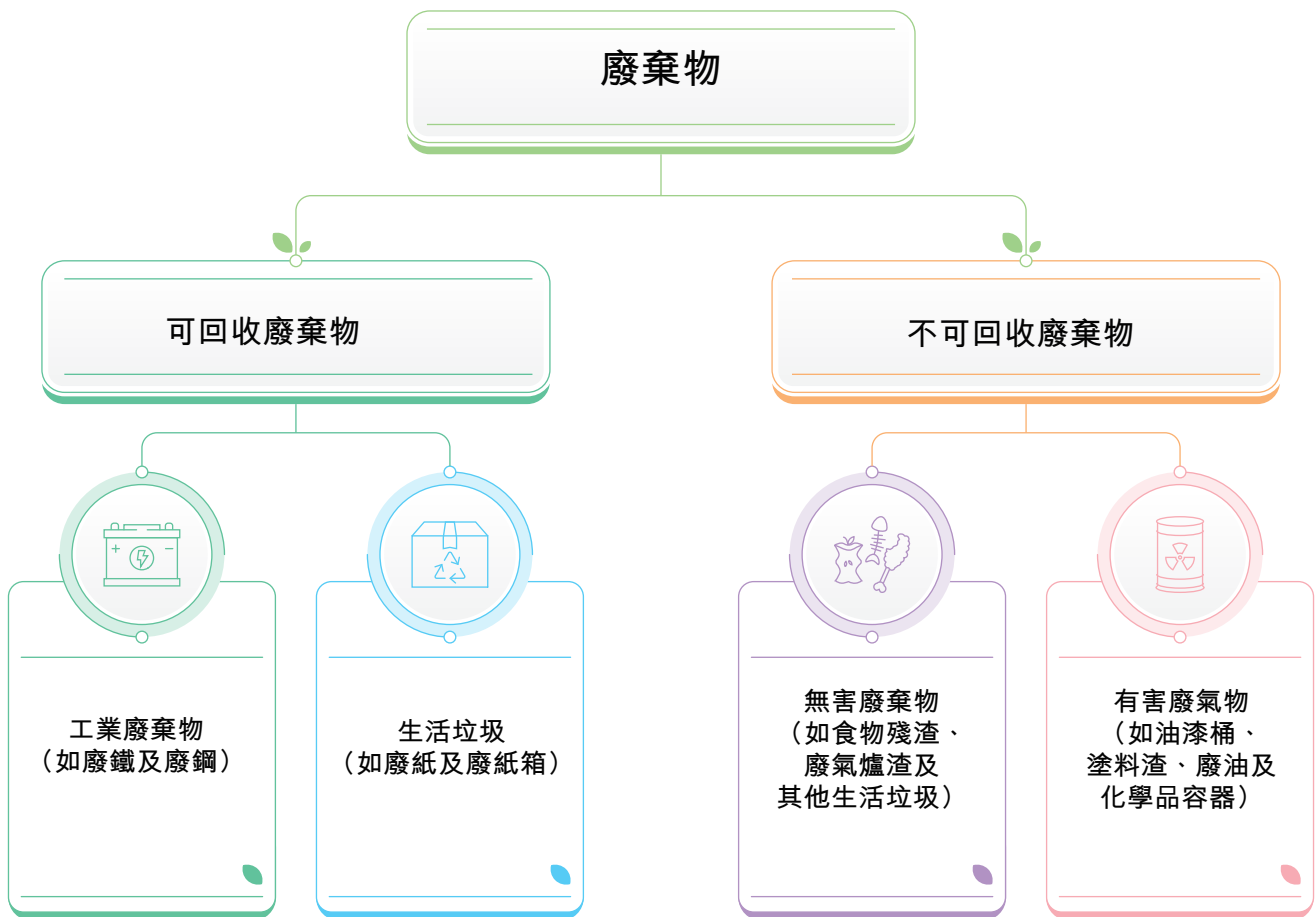 廢棄物
可回收廢棄物
不可回收廢棄物
工業廢棄物
（如廢鐵及廢鋼）
生活垃圾
（如廢紙及廢紙箱）
無害廢棄物
（如食物殘渣、
廢氣爐渣及
其他生活垃圾）
有害廢氣物
（如油漆桶、
塗料渣、廢油及
化學品容器）